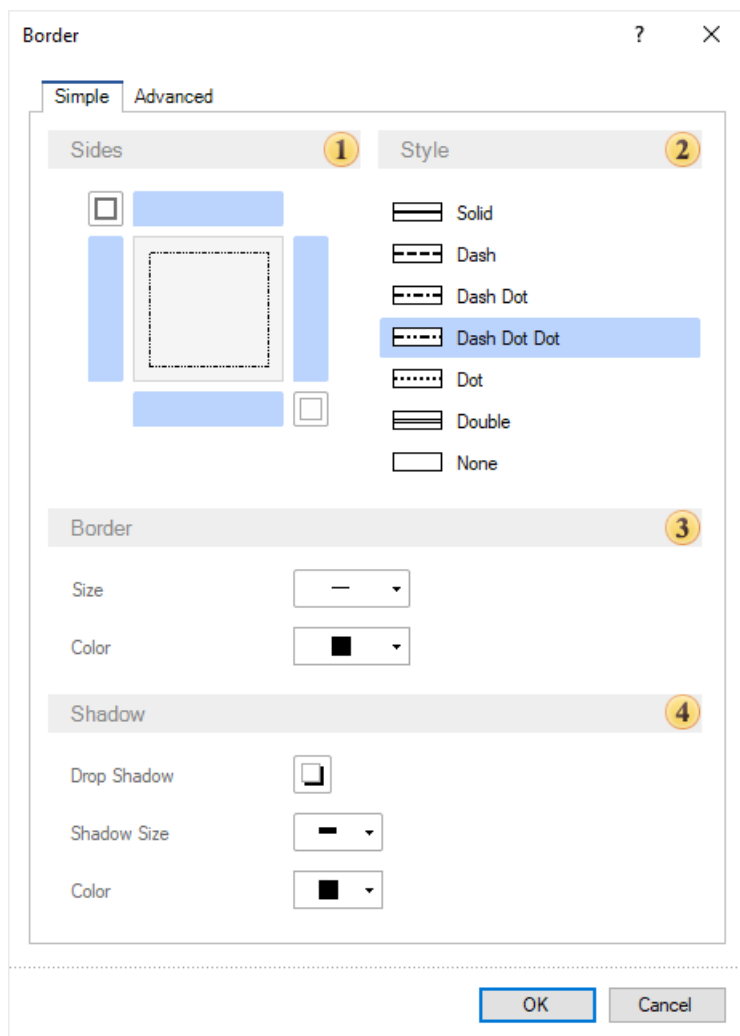 Border ?
Simple Advanced
Sides 1 Style 2
Solid
Dash
Dash Dot
Dash Dot Dot
Dot
Double
None
Border 3
Size
Color
Shadow 4
Drop Shadow
Shadow Size
Color
OK Cancel